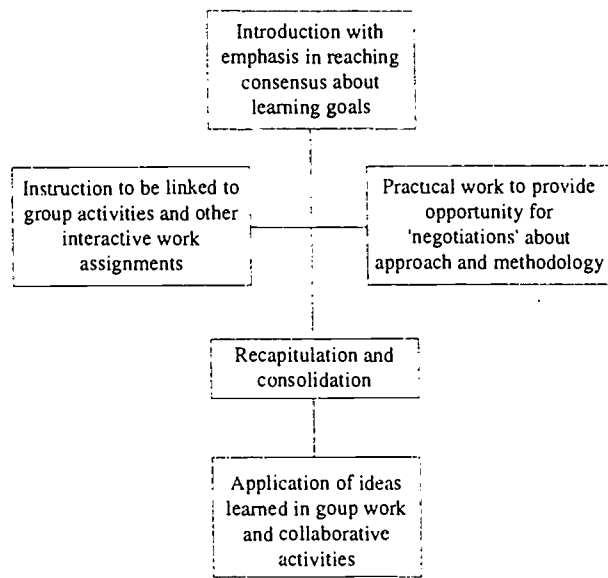 Introduction with
emphasis in reaching
consensus about
learning goals
Instruction to be linked to
group activities and other
interactive work
assignments
Practical work to provide
opportunity for
'negotiations' about
approach and methodology
Recapitulation and
consolidation
Application of ideas
learned in goup work
and collaborative
activities